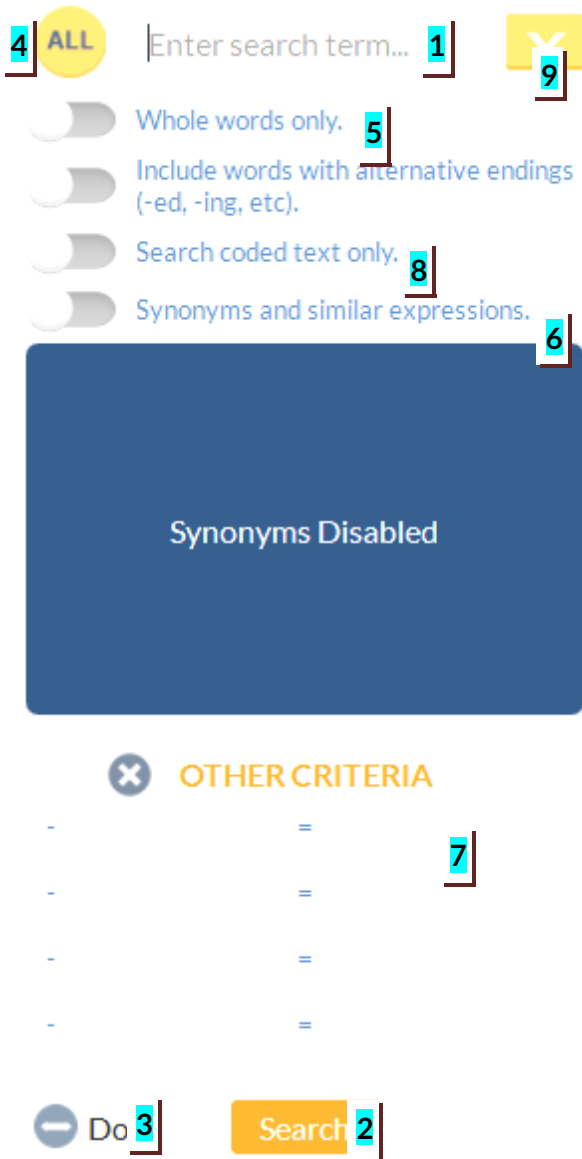 4 ALL Enter search term... 1 X 9
Whole words only. 5
Include words with alternative endings
(-ed, -ing, etc).
Search coded text only. 8
Synonyms and similar expressions. 6
Synonyms Disabled
OTHER CRITERIA
- =
7
- =
- =
- =
Do 3 Search 2